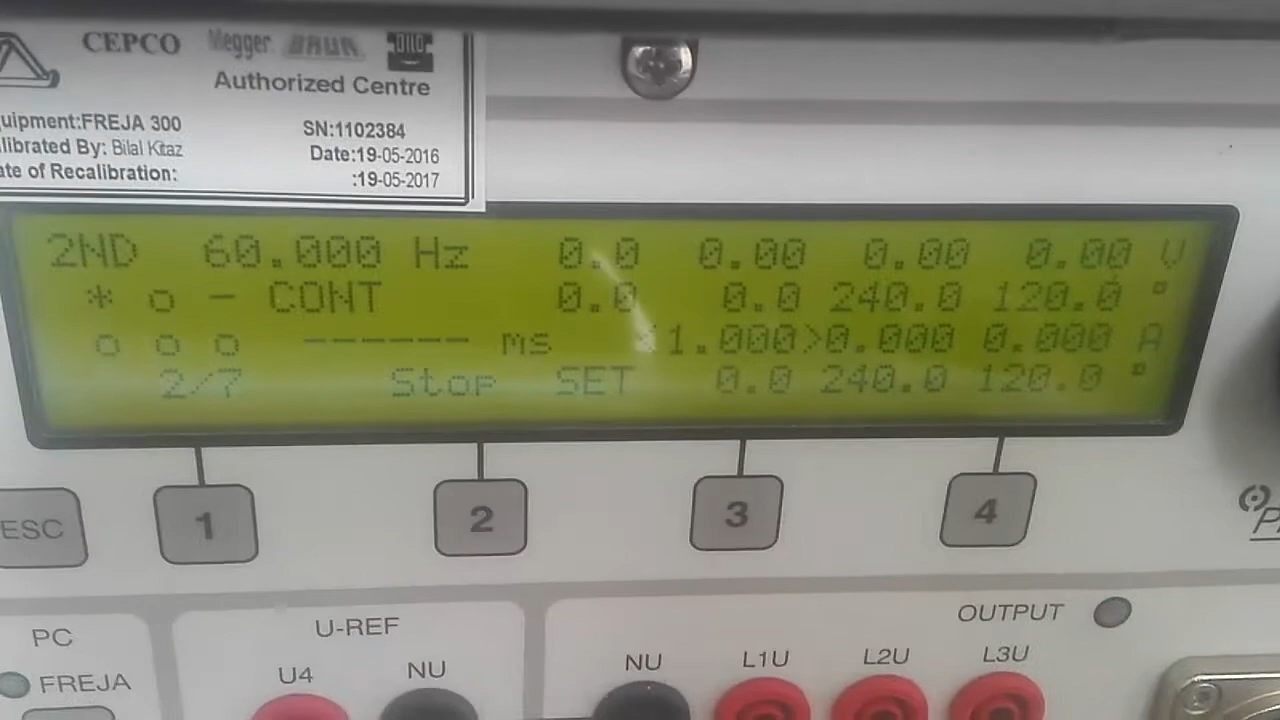 CEPCO Megger BAUR
Authorized Centre
uipment:FREJA 300 SN:1102384
librated By: Bilal Kitaz Date:19-05-2016
ate of Recalibration: :19-05-2017
2ND 60.000 Hz 0.0 0.00 0.00 0.00 V
* o - CONT 0.0 0.0 240.0 120.0 °
o o o ------ ms <1.000>0.000 0.000 A
2/7 Stop SET 0.0 240.0 120.0 °
ESC 1 2 3 4
PC U-REF OUTPUT
FREJA U4 NU NU L1U L2U L3U